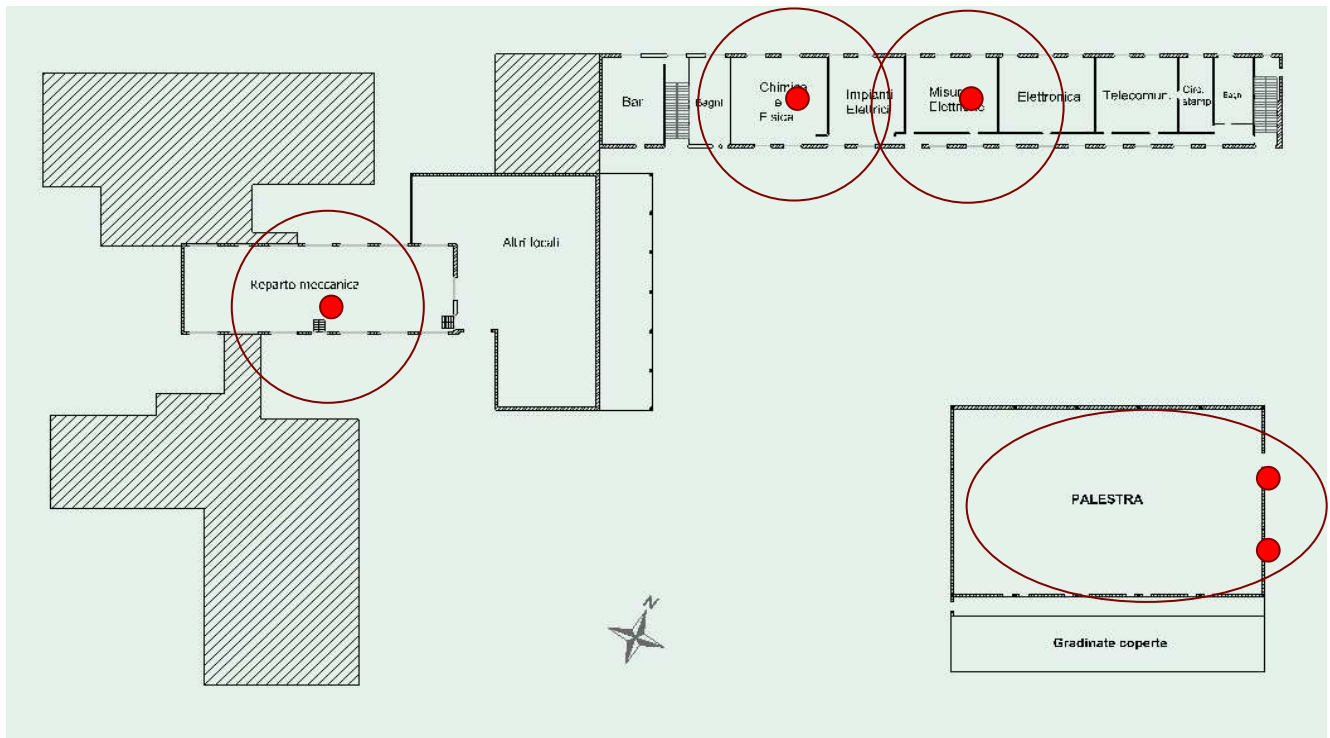 Bar
Bagni
Chimica
e
Fisica
Impianti
Elettrici
Misure
Elettriche
Elettronica
Telecomun.
Circ.
stamp.
Bagni
Altri locali
Reparto meccanica
PALESTRA
N
Gradinate coperte